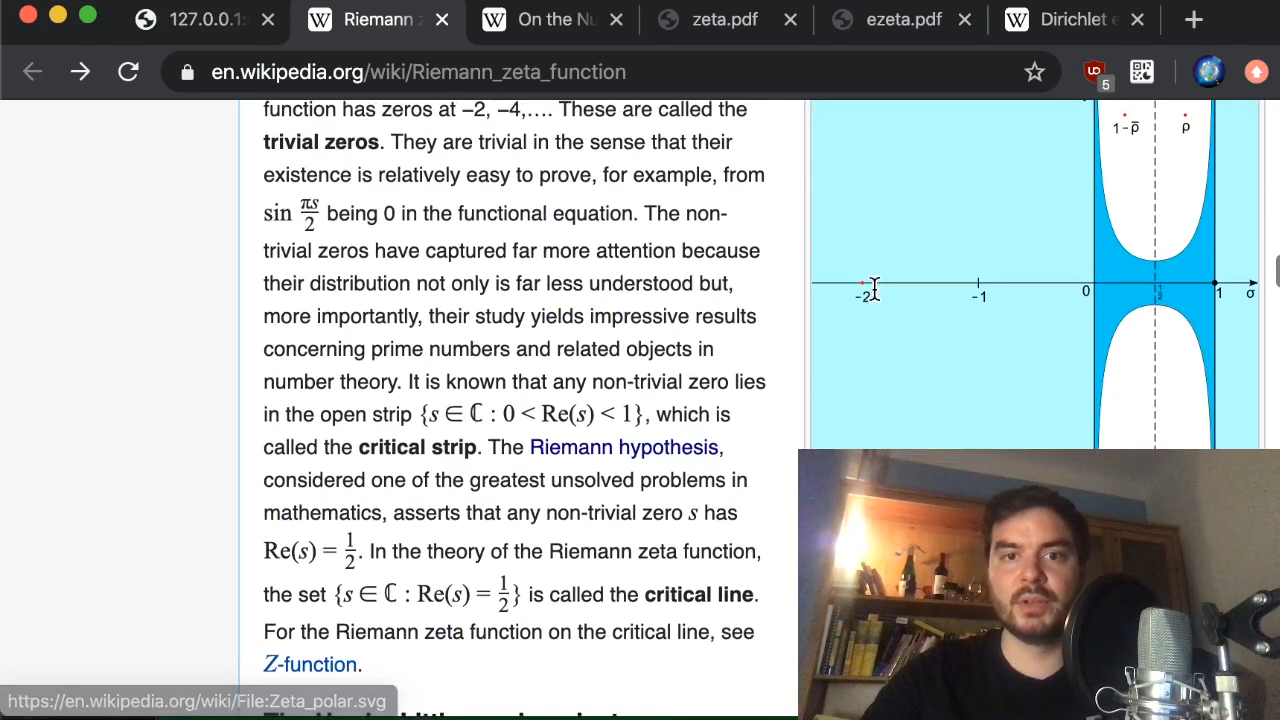 127.0.0.1:
Riemann z
On the Nu
zeta.pdf
ezeta.pdf
Dirichlet e
en.wikipedia.org/wiki/Riemann_zeta_function
5
function has zeros at −2, −4,.... These are called the
trivial zeros. They are trivial in the sense that their
existence is relatively easy to prove, for example, from
sin πs/2 being 0 in the functional equation. The non-
trivial zeros have captured far more attention because
their distribution not only is far less understood but,
more importantly, their study yields impressive results
concerning prime numbers and related objects in
number theory. It is known that any non-trivial zero lies
in the open strip {s ∈ ℂ : 0 < Re(s) < 1}, which is
called the critical strip. The Riemann hypothesis,
considered one of the greatest unsolved problems in
mathematics, asserts that any non-trivial zero s has
Re(s) = 1/2. In the theory of the Riemann zeta function,
the set {s ∈ ℂ : Re(s) = 1/2} is called the critical line.
For the Riemann zeta function on the critical line, see
Z-function.
1-ρ̅
ρ
-2
-1
0
1/2
1
σ
https://en.wikipedia.org/wiki/File:Zeta_polar.svg